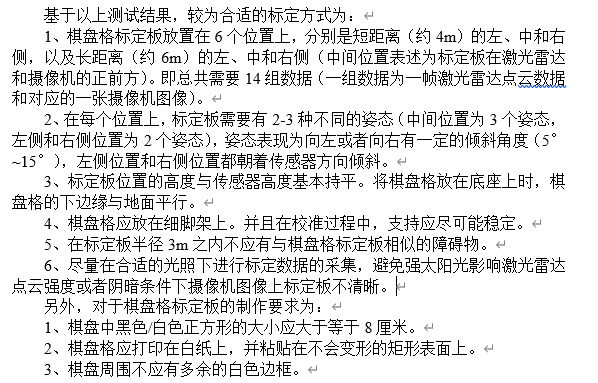 基于以上测试结果，较为合适的标定方式为：
1、棋盘格标定板放置在 6 个位置上，分别是短距离（约 4m）的左、中和右
侧，以及长距离（约 6m）的左、中和右侧（中间位置表述为标定板在激光雷达
和摄像机的正前方）。即总共需要 14 组数据（一组数据为一帧激光雷达点云数据
和对应的一张摄像机图像）。
2、在每个位置上，标定板需要有 2-3 种不同的姿态（中间位置为 3 个姿态，
左侧和右侧位置为 2 个姿态），姿态表现为向左或者向右有一定的倾斜角度（5°
~15°），左侧位置和右侧位置都朝着传感器方向倾斜。
3、标定板位置的高度与传感器高度基本持平。将棋盘格放在底座上时，棋
盘格的下边缘与地面平行。
4、棋盘格应放在细脚架上。并且在校准过程中，支持应尽可能稳定。
5、在标定板半径 3m 之内不应有与棋盘格标定板相似的障碍物。
6、尽量在合适的光照下进行标定数据的采集，避免强太阳光影响激光雷达
点云强度或者阴暗条件下摄像机图像上标定板不清晰。
另外，对于棋盘格标定板的制作要求为：
1、棋盘中黑色/白色正方形的大小应大于等于 8 厘米。
2、棋盘格应打印在白纸上，并粘贴在不会变形的矩形表面上。
3、棋盘周围不应有多余的白色边框。